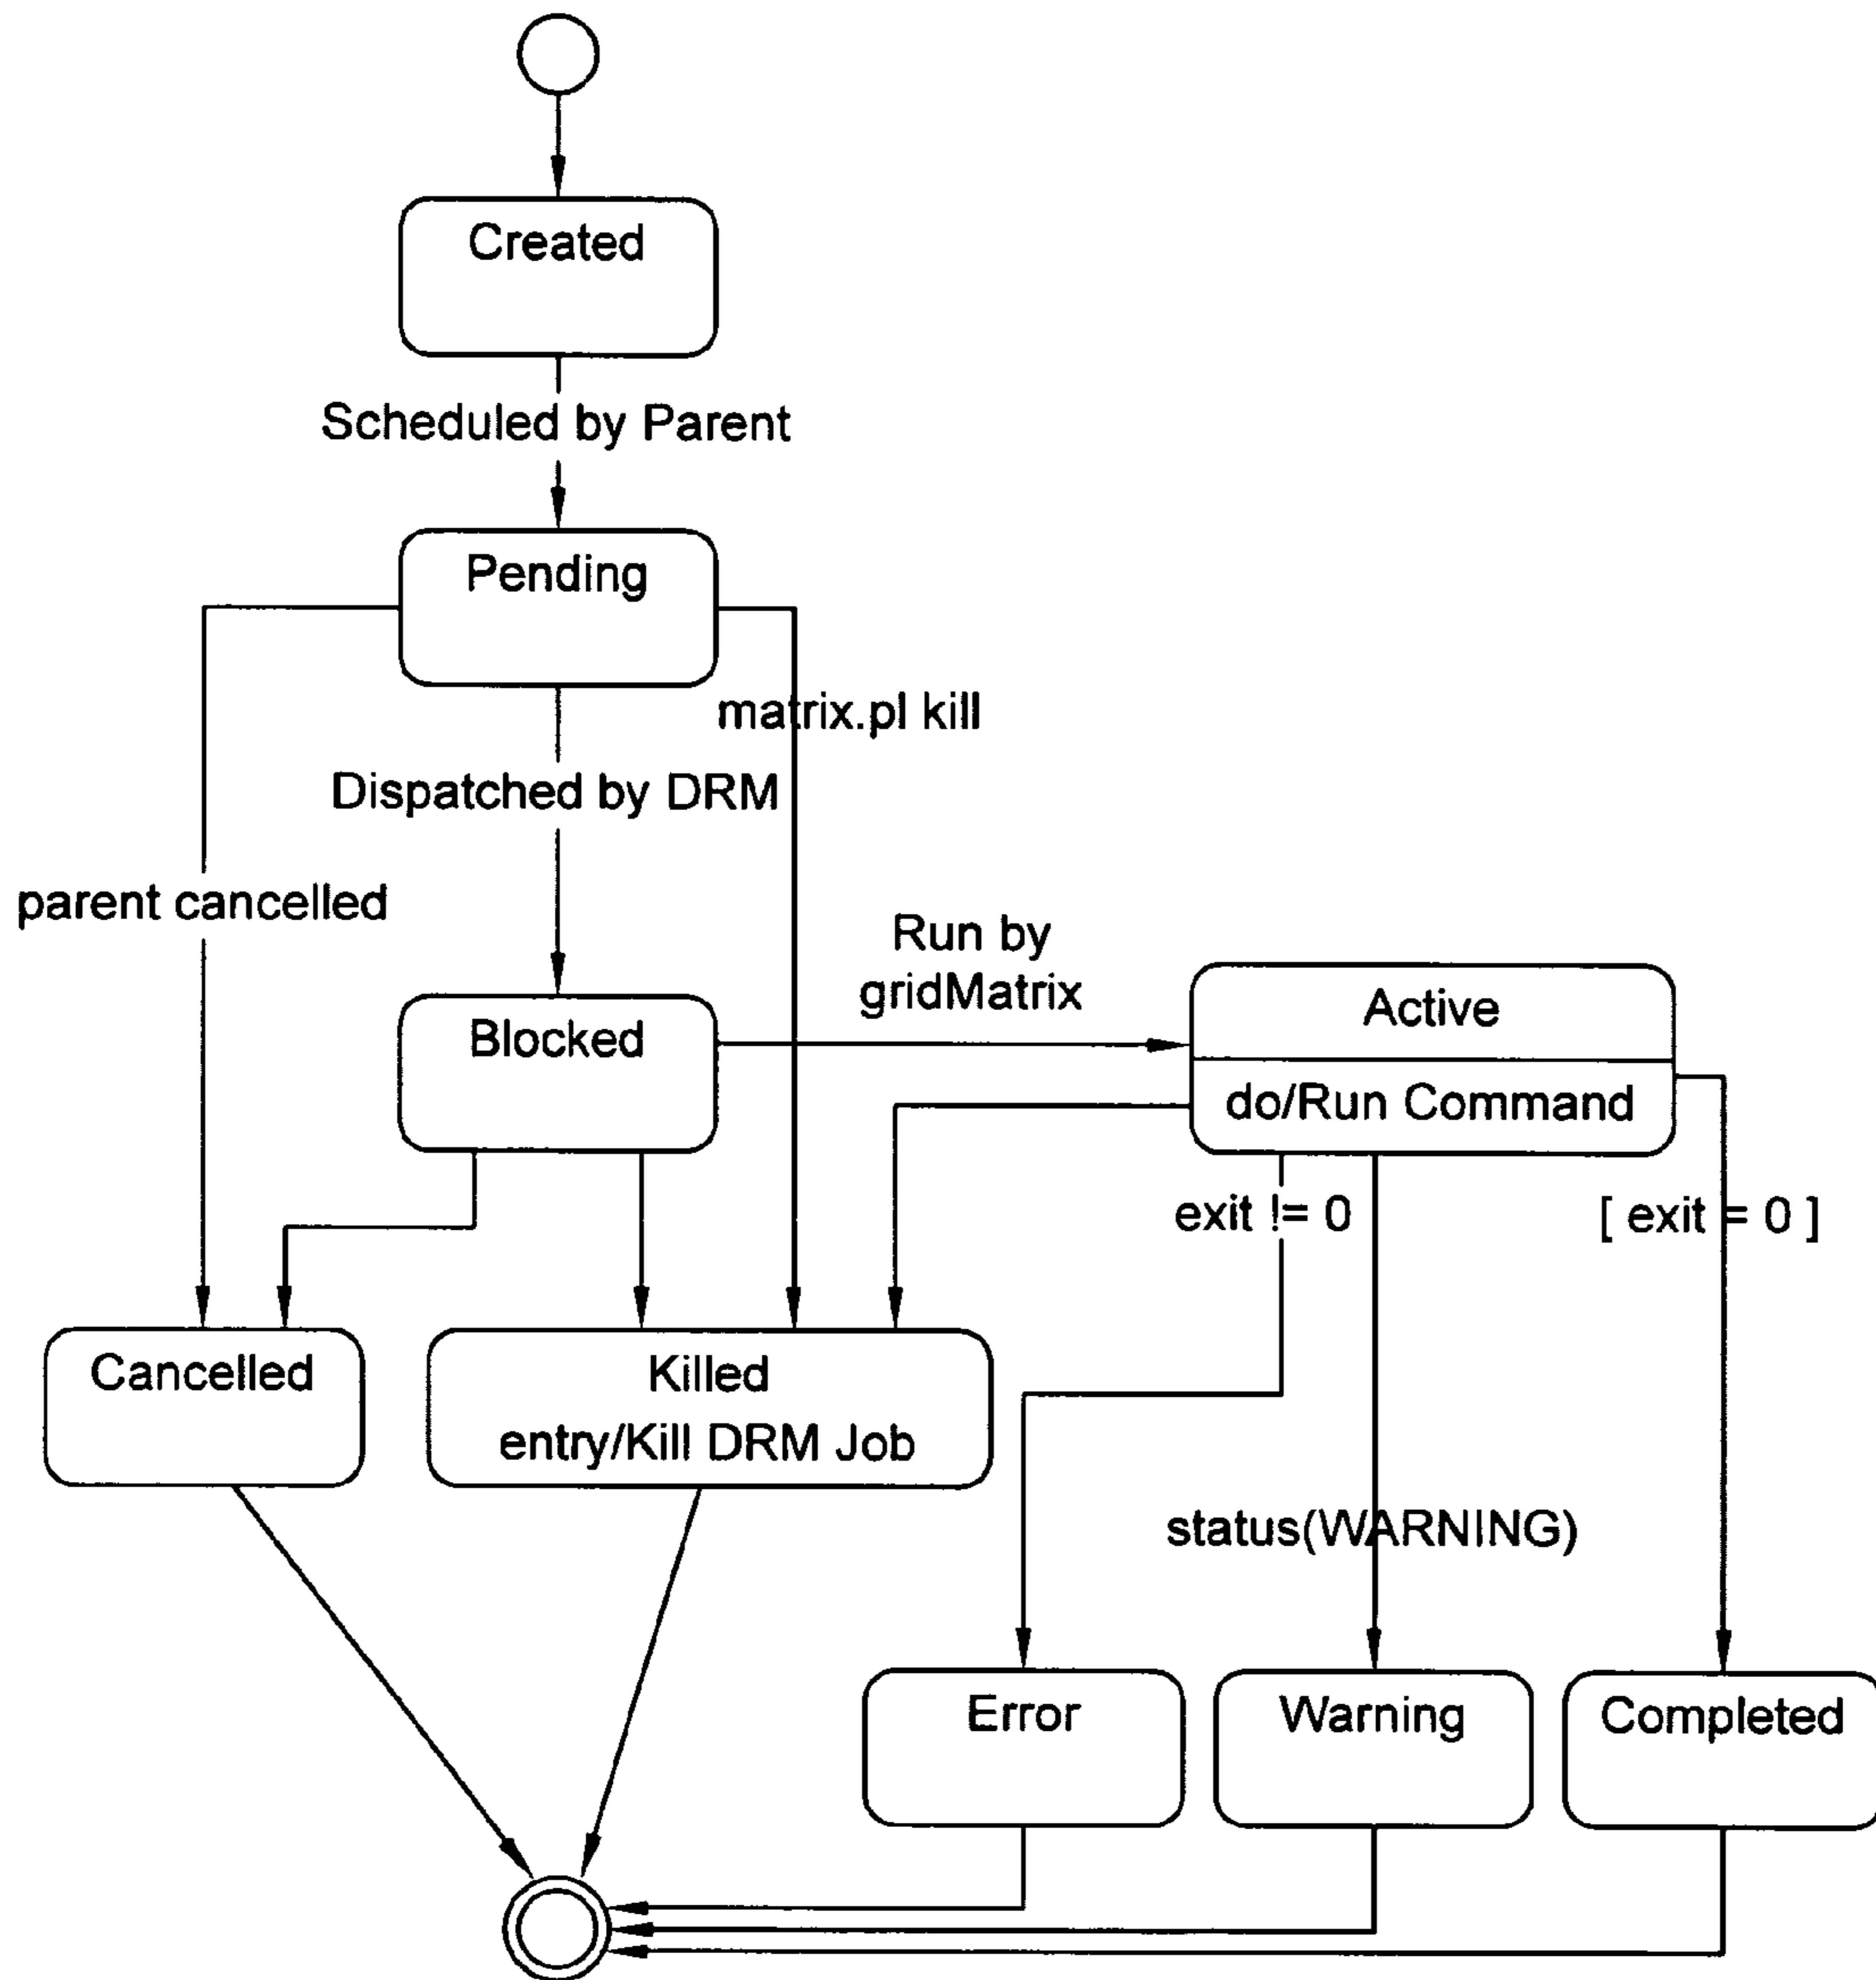 Created
Scheduled by Parent
Pending
matrix.pl kill
Dispatched by DRM
parent cancelled
Run by
gridMatrix
Blocked
Active
do/Run Command
exit != 0
[ exit = 0 ]
Cancelled
Killed
entry/Kill DRM Job
status(WARNING)
Error
Warning
Completed